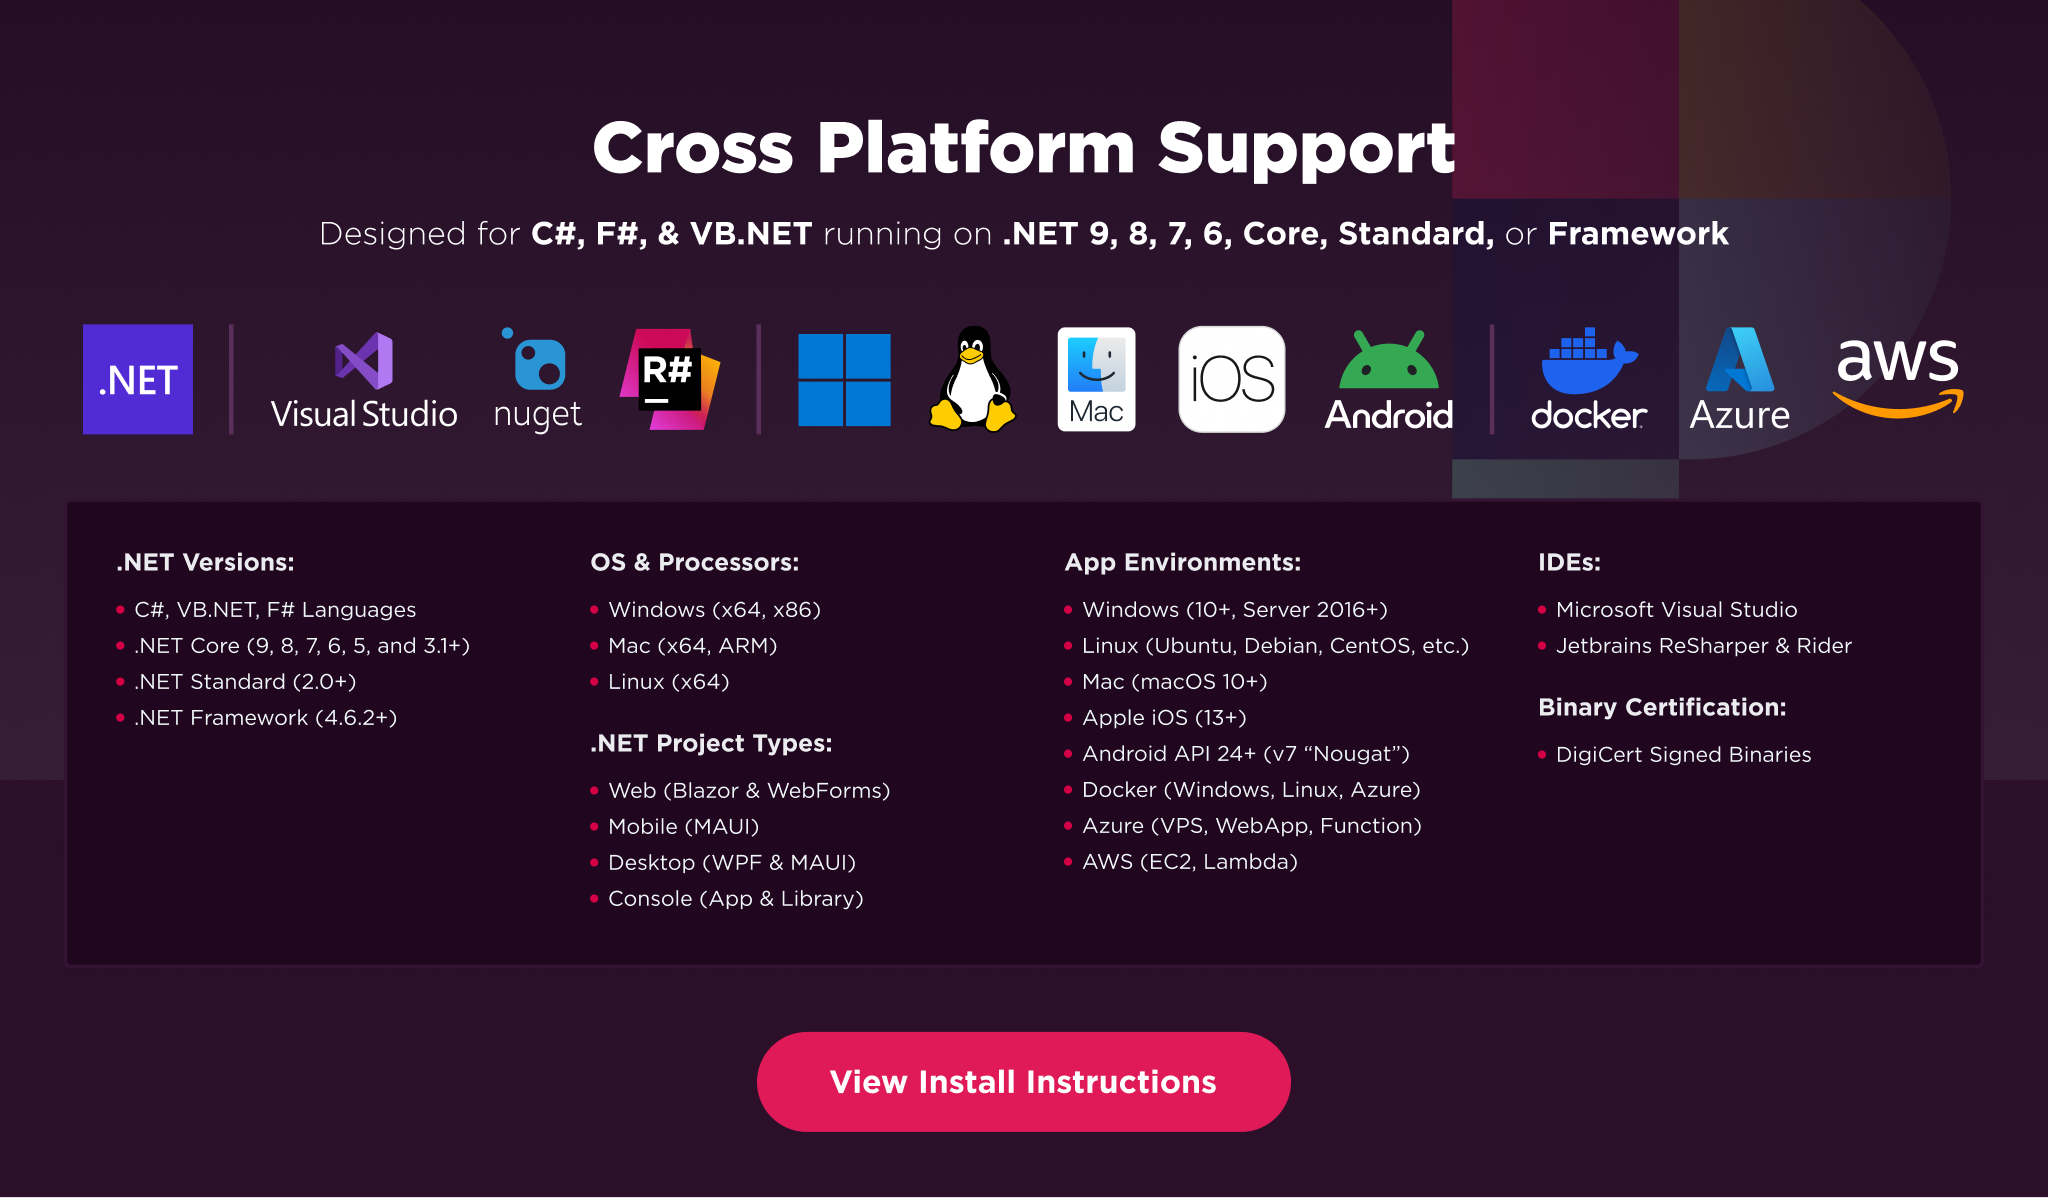 Cross Platform Support
Designed for C#, F#, & VB.NET running on .NET 9, 8, 7, 6, Core, Standard, or Framework
.NET
Visual Studio
nuget
R#
Mac
iOS
Android
docker
Azure
aws
.NET Versions:
C#, VB.NET, F# Languages
.NET Core (9, 8, 7, 6, 5, and 3.1+)
.NET Standard (2.0+)
.NET Framework (4.6.2+)
OS & Processors:
Windows (x64, x86)
Mac (x64, ARM)
Linux (x64)
.NET Project Types:
Web (Blazor & WebForms)
Mobile (MAUI)
Desktop (WPF & MAUI)
Console (App & Library)
App Environments:
Windows (10+, Server 2016+)
Linux (Ubuntu, Debian, CentOS, etc.)
Mac (macOS 10+)
Apple iOS (13+)
Android API 24+ (v7 “Nougat”)
Docker (Windows, Linux, Azure)
Azure (VPS, WebApp, Function)
AWS (EC2, Lambda)
IDEs:
Microsoft Visual Studio
Jetbrains ReSharper & Rider
Binary Certification:
DigiCert Signed Binaries
View Install Instructions